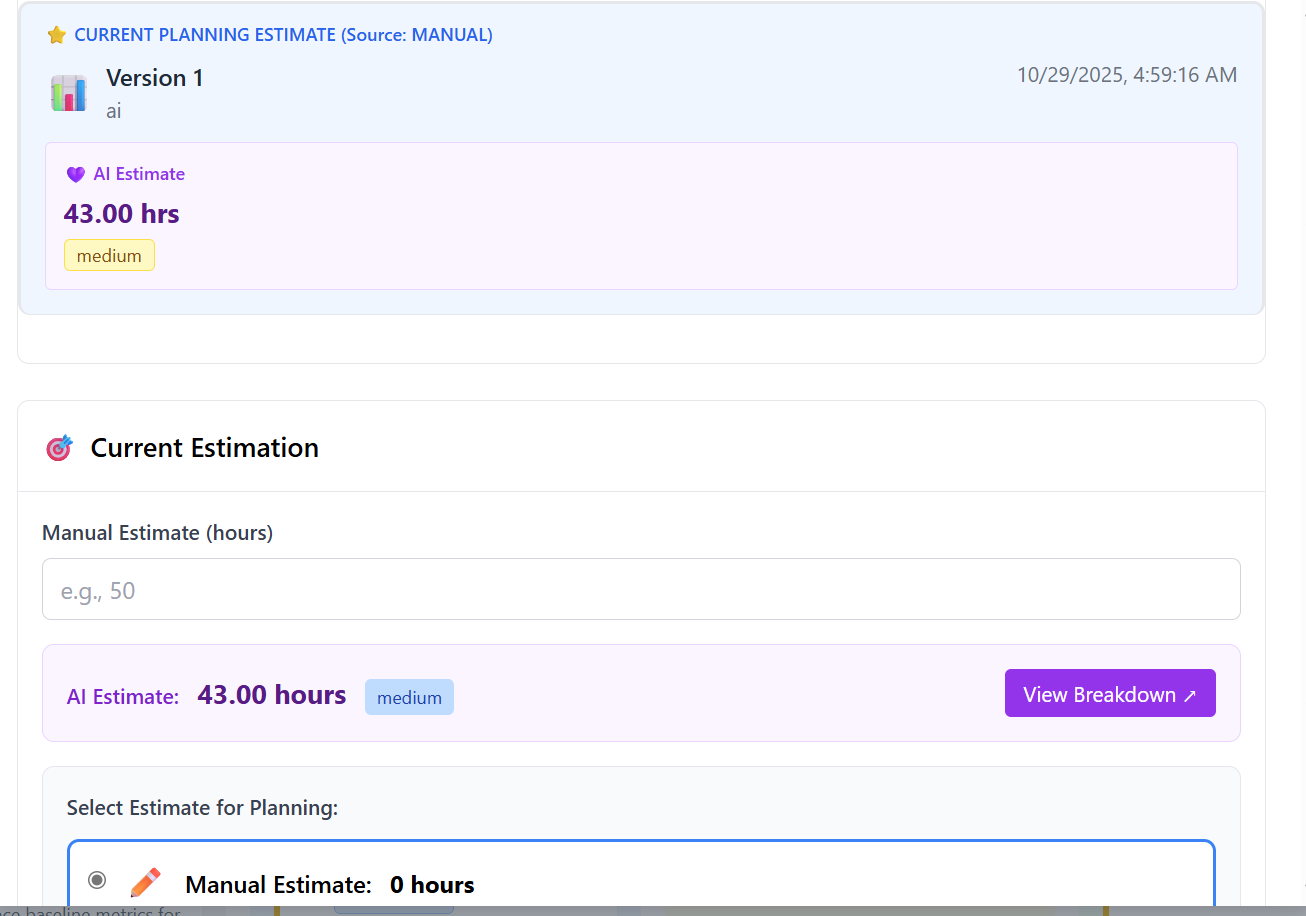 CURRENT PLANNING ESTIMATE (Source: MANUAL)
Version 1
10/29/2025, 4:59:16 AM
ai
AI Estimate
43.00 hrs
medium
Current Estimation
Manual Estimate (hours)
e.g., 50
AI Estimate: 43.00 hours medium
View Breakdown ↗
Select Estimate for Planning:
Manual Estimate: 0 hours
baseline metrics for